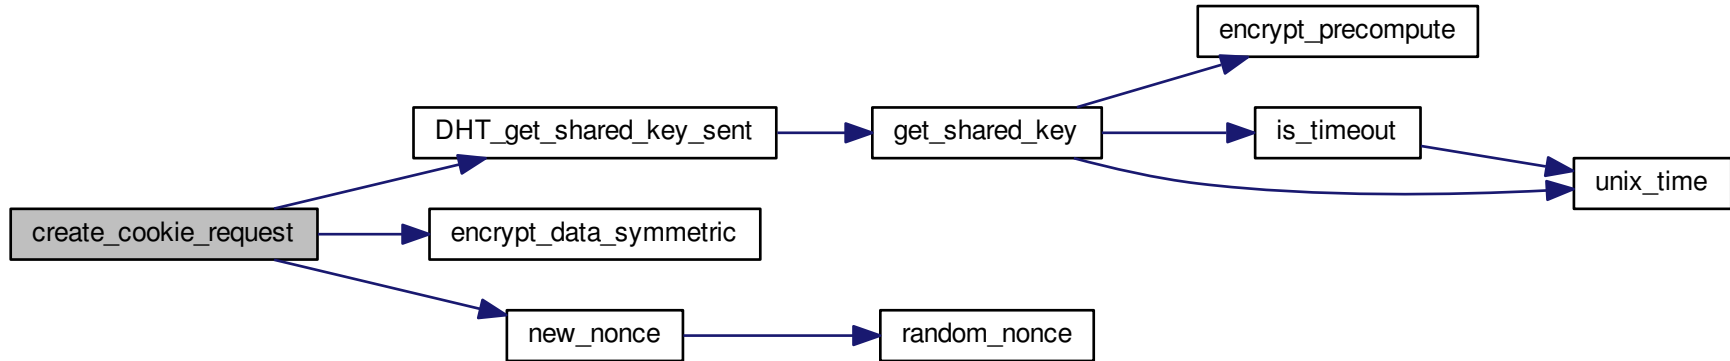 encrypt_precompute
DHT_get_shared_key_sent
get_shared_key
is_timeout
unix_time
create_cookie_request
encrypt_data_symmetric
new_nonce
random_nonce